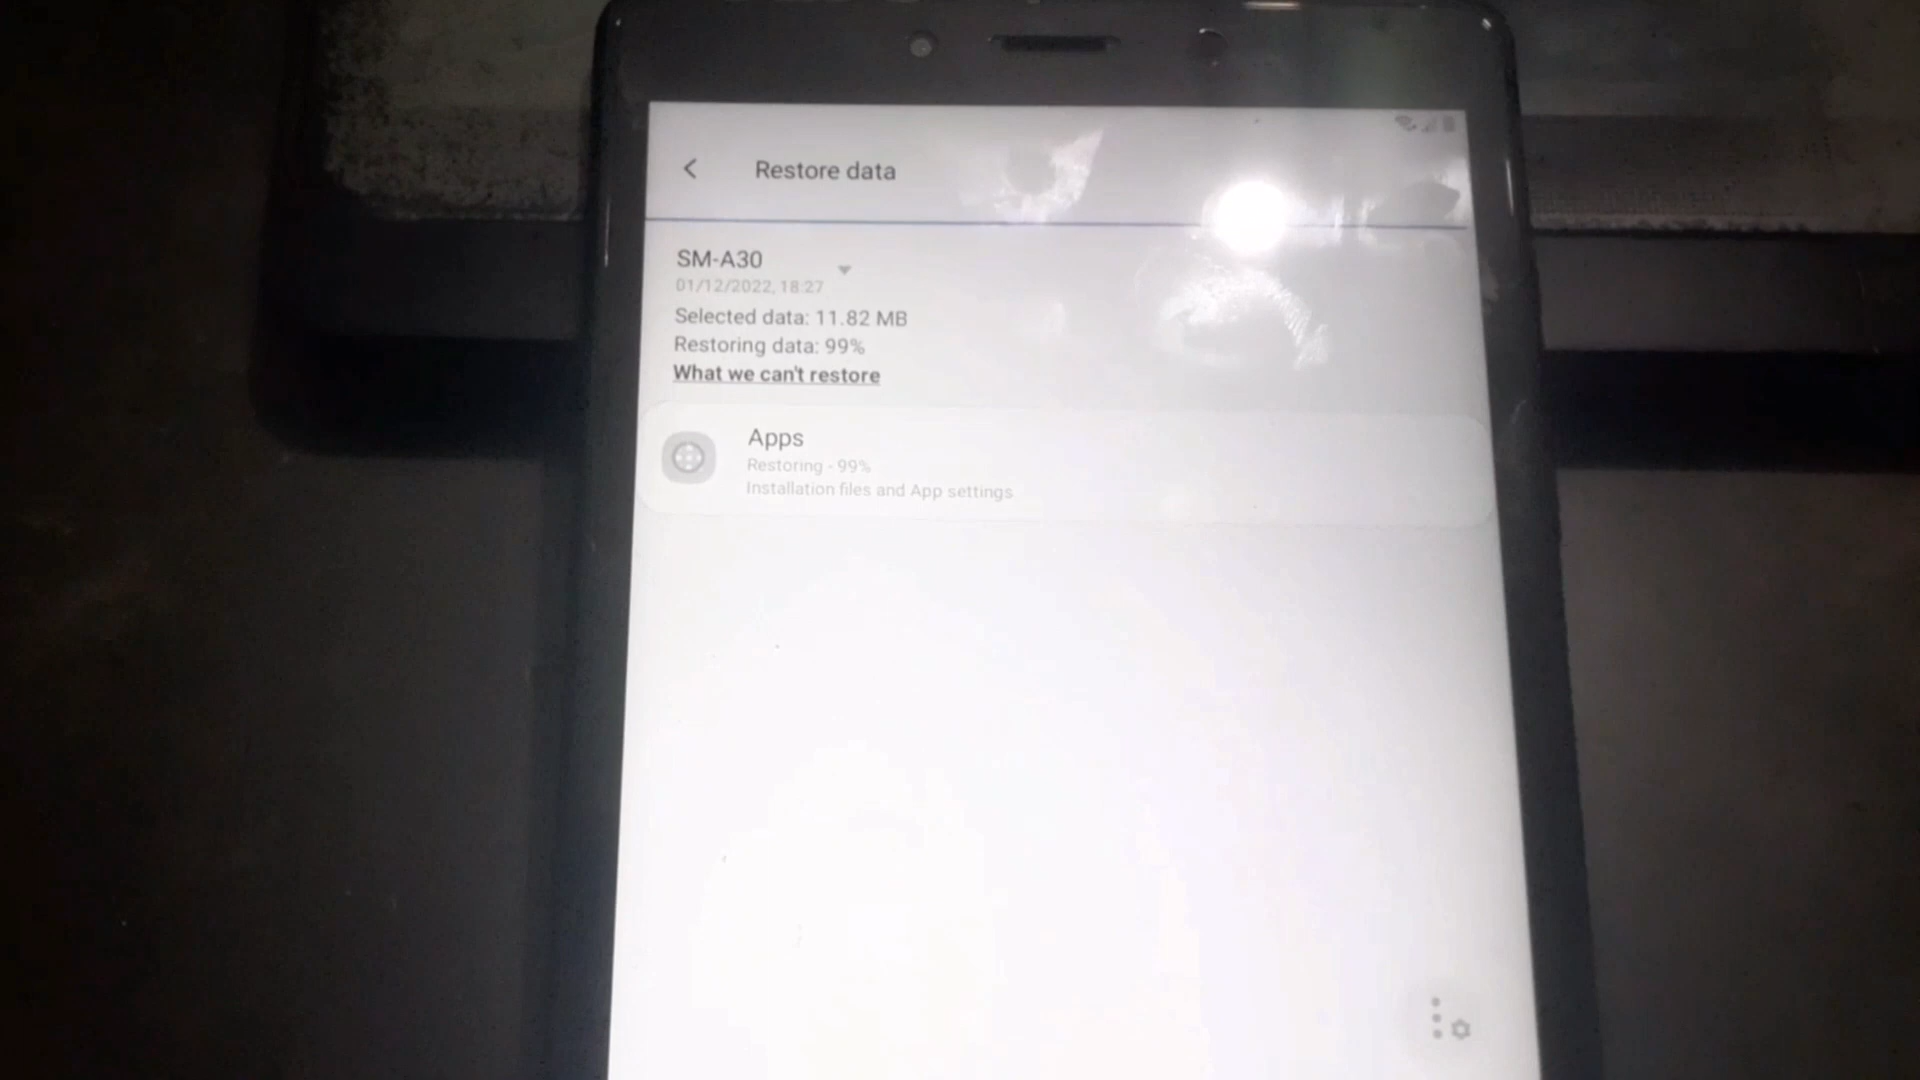 Restore data
SM-A30
01/12/2022, 18:27
Selected data: 11.82 MB
Restoring data: 99%
What we can't restore
Apps
Restoring - 99%
Installation files and App settings